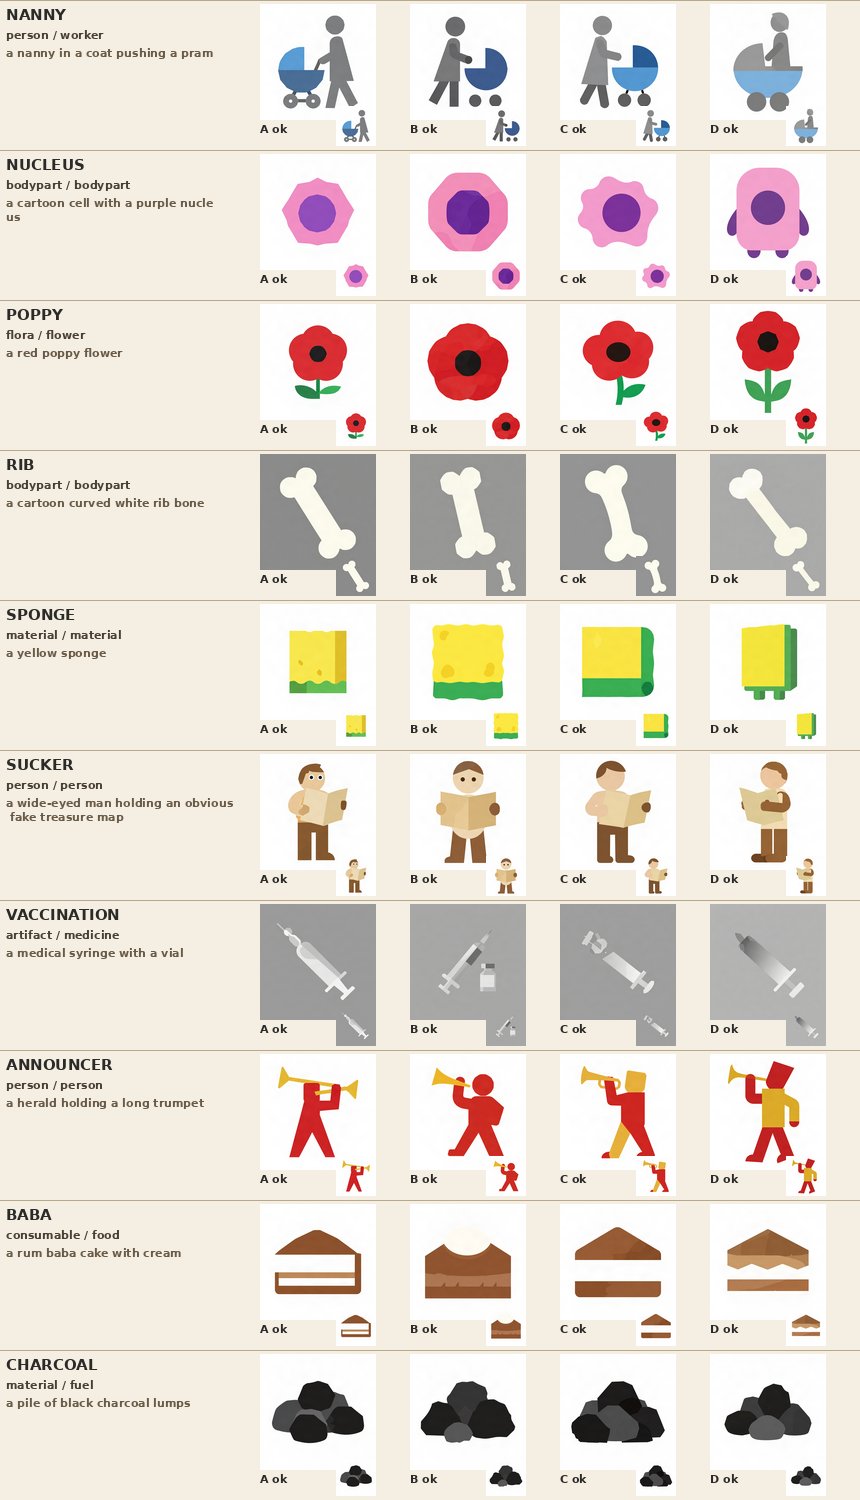 NANNY
person / worker
a nanny in a coat pushing a pram
A ok
B ok
C ok
D ok
NUCLEUS
bodypart / bodypart
a cartoon cell with a purple nucle
us
A ok
B ok
C ok
D ok
POPPY
flora / flower
a red poppy flower
A ok
B ok
C ok
D ok
RIB
bodypart / bodypart
a cartoon curved white rib bone
A ok
B ok
C ok
D ok
SPONGE
material / material
a yellow sponge
A ok
B ok
C ok
D ok
SUCKER
person / person
a wide-eyed man holding an obvious
fake treasure map
A ok
B ok
C ok
D ok
VACCINATION
artifact / medicine
a medical syringe with a vial
A ok
B ok
C ok
D ok
ANNOUNCER
person / person
a herald holding a long trumpet
A ok
B ok
C ok
D ok
BABA
consumable / food
a rum baba cake with cream
A ok
B ok
C ok
D ok
CHARCOAL
material / fuel
a pile of black charcoal lumps
A ok
B ok
C ok
D ok